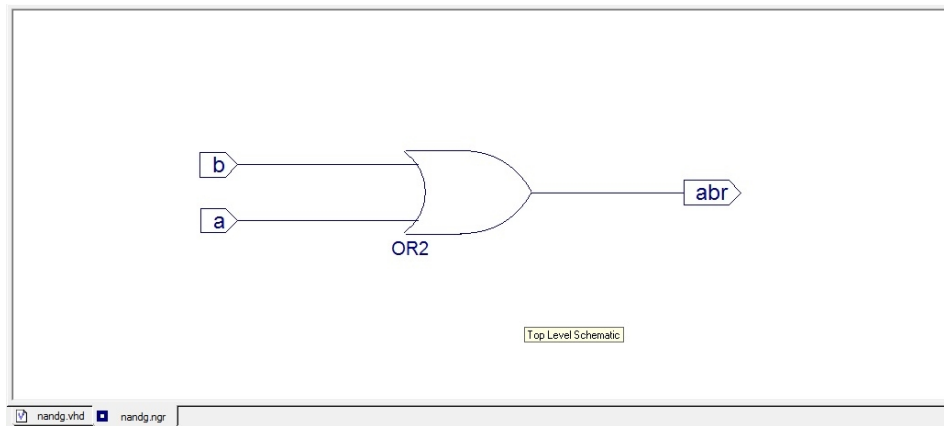 b
a
abr
OR2
Top Level Schematic
nandg.vhd
nandg.ngr